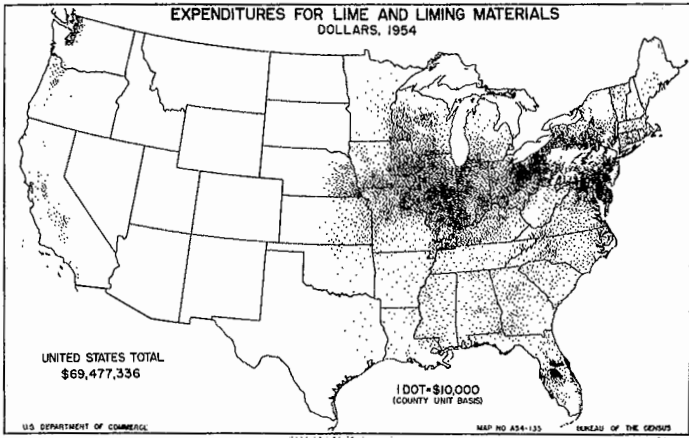 EXPENDITURES FOR LIME AND LIMING MATERIALS
DOLLARS, 1954
UNITED STATES TOTAL
$69,477,336
1 DOT=$10,000
(COUNTY UNIT BASIS)
U.S. DEPARTMENT OF COMMERCE
MAP NO A54-135
BUREAU OF THE CENSUS